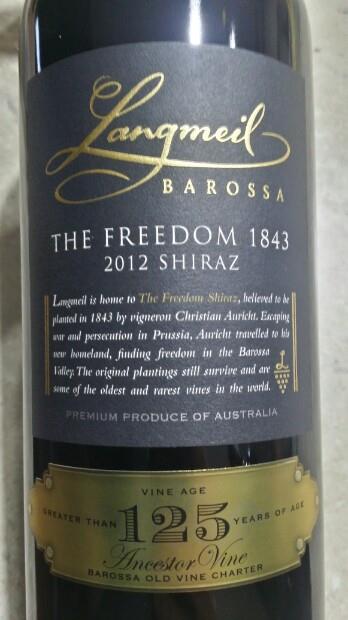 Langmeil
BAROSSA
THE FREEDOM 1843
2012 SHIRAZ
Langmeil is home to The Freedom Shiraz, believed to be
planted in 1843 by vigneron Christian Auricht. Escaping
war and persecution in Prussia, Auricht travelled to his
new homeland, finding freedom in the Barossa
Valley. The original plantings still survive and are
some of the oldest and rarest vines in the world.
PREMIUM PRODUCE OF AUSTRALIA
VINE AGE
GREATER THAN 125 YEARS OF AGE
Ancestor Vine
BAROSSA OLD VINE CHARTER